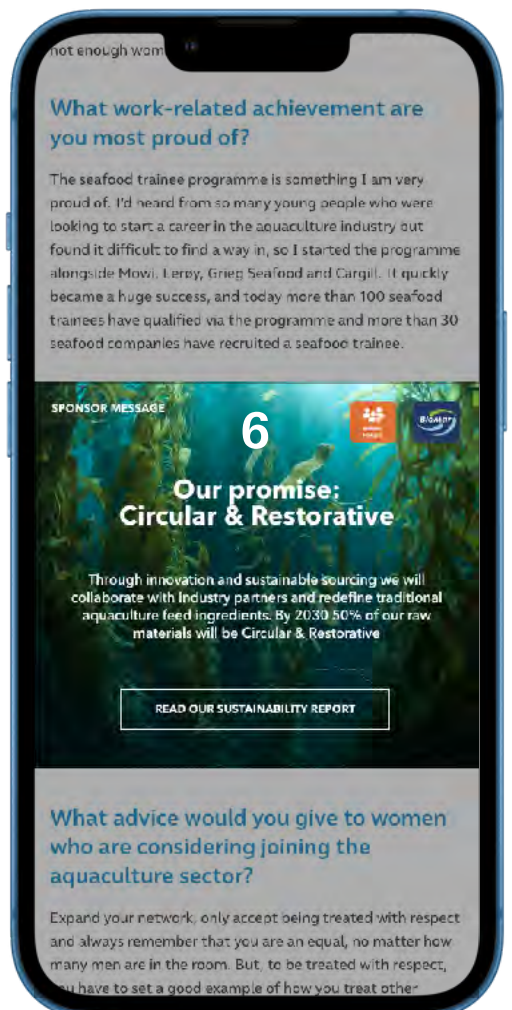 not enough wom
What work-related achievement are
you most proud of?
The seafood trainee programme is something I am very
proud of. I'd heard from so many young people who were
looking to start a career in the aquaculture industry but
found it difficult to find a way in, so I started the programme
alongside Mowi, Lerøy, Grieg Seafood and Cargill. It quickly
became a huge success, and today more than 100 seafood
trainees have qualified via the programme and more than 30
seafood companies have recruited a seafood trainee.
SPONSOR MESSAGE
6
BioMar
Our promise:
Circular & Restorative
Through innovation and sustainable sourcing we will
collaborate with industry partners and redefine traditional
aquaculture feed ingredients. By 2030 50% of our raw
materials will be Circular & Restorative
READ OUR SUSTAINABILITY REPORT
What advice would you give to women
who are considering joining the
aquaculture sector?
Expand your network, only accept being treated with respect
and always remember that you are an equal, no matter how
many men are in the room. But, to be treated with respect,
you have to set a good example of how you treat other